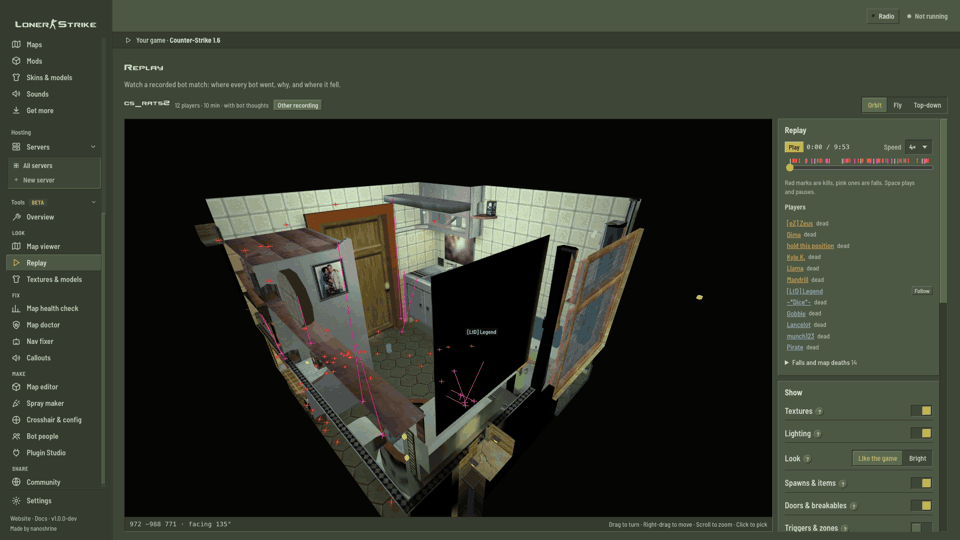 LONER STRIKE
Radio
Not running
Maps
Mods
Skins & models
Sounds
Get more
Hosting
Servers
All servers
New server
Tools BETA
Overview
LOOK
Map viewer
Replay
Textures & models
FIX
Map health check
Map doctor
Nav fixer
Callouts
MAKE
Map editor
Spray maker
Crosshair & config
Bot people
Plugin Studio
SHARE
Community
Settings
Website · Docs · v1.0.0-dev
Made by nanoshrine
Your game · Counter-Strike 1.6
REPLAY
Watch a recorded bot match: where every bot went, why, and where it fell.
CS_RATS2 12 players · 10 min · with bot thoughts Other recording
Orbit Fly Top-down
[LtD] Legend
972 -988 771 · facing 135°
Drag to turn · Right-drag to move · Scroll to zoom · Click to pick
Replay
Play 0:00 / 9:53 Speed 4×
Red marks are kills, pink ones are falls. Space plays
and pauses.
Players
[oZ] Zeus dead
Dima dead
hold this position dead
Kyle K. dead
Llama dead
Mandrill dead
[LtD] Legend Follow
-*Dice*- dead
Gobbie dead
Lancelot dead
munch123 dead
Pirate dead
Falls and map deaths 14
Show
Textures ?
Lighting ?
Look ? Like the game Bright
Spawns & items ?
Doors & breakables ?
Triggers & zones ?